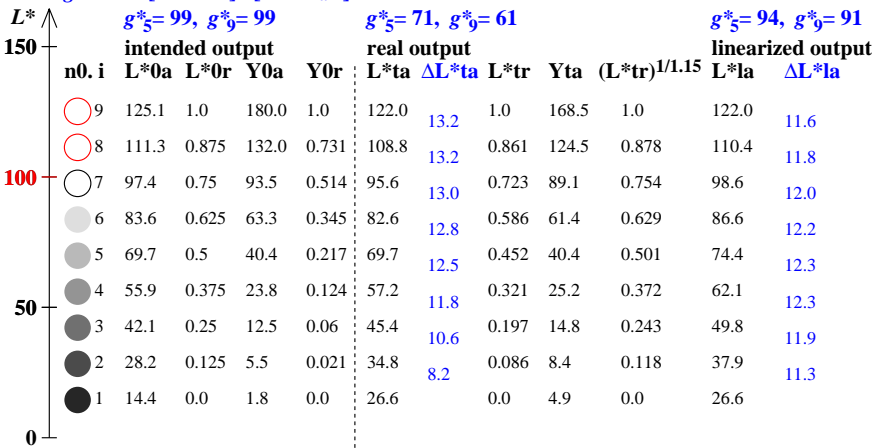 L* g*5= 99, g*9= 99 g*5= 71, g*9= 61 g*5= 94, g*9= 91
150 intended output real output linearized output
n0. i L*0a L*0r Y0a Y0r L*ta ΔL*ta L*tr Yta (L*tr)1/1.15 L*la ΔL*la
9 125.1 1.0 180.0 1.0 122.0 1.0 168.5 1.0 122.0
13.2 11.6
8 111.3 0.875 132.0 0.731 108.8 0.861 124.5 0.878 110.4
13.2 11.8
100 7 97.4 0.75 93.5 0.514 95.6 0.723 89.1 0.754 98.6
13.0 12.0
6 83.6 0.625 63.3 0.345 82.6 0.586 61.4 0.629 86.6
12.8 12.2
5 69.7 0.5 40.4 0.217 69.7 0.452 40.4 0.501 74.4
12.5 12.3
4 55.9 0.375 23.8 0.124 57.2 0.321 25.2 0.372 62.1
50 11.8 12.3
3 42.1 0.25 12.5 0.06 45.4 0.197 14.8 0.243 49.8
10.6 11.9
2 28.2 0.125 5.5 0.021 34.8 0.086 8.4 0.118 37.9
8.2 11.3
1 14.4 0.0 1.8 0.0 26.6 0.0 4.9 0.0 26.6
0